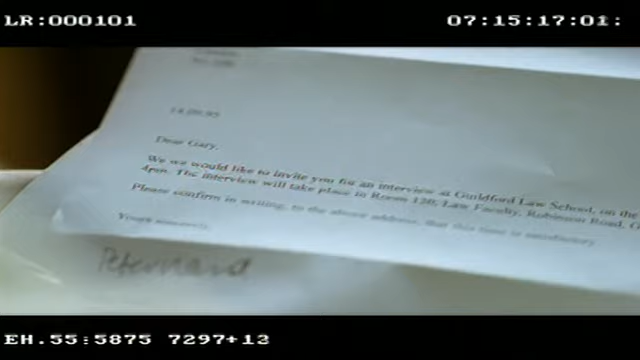 LR:000101
07:15:17:01:
14.09.95
Dear Gary,
We we would like to invite you for an interview at Guildford Law School, on the
4pm. The interview will take place in Room 120, Law Faculty, Robinson Road, G
Please confirm in writing, to the above address, that this time is satisfactory
Yours sincerely,
EH.55:5875 7297+13